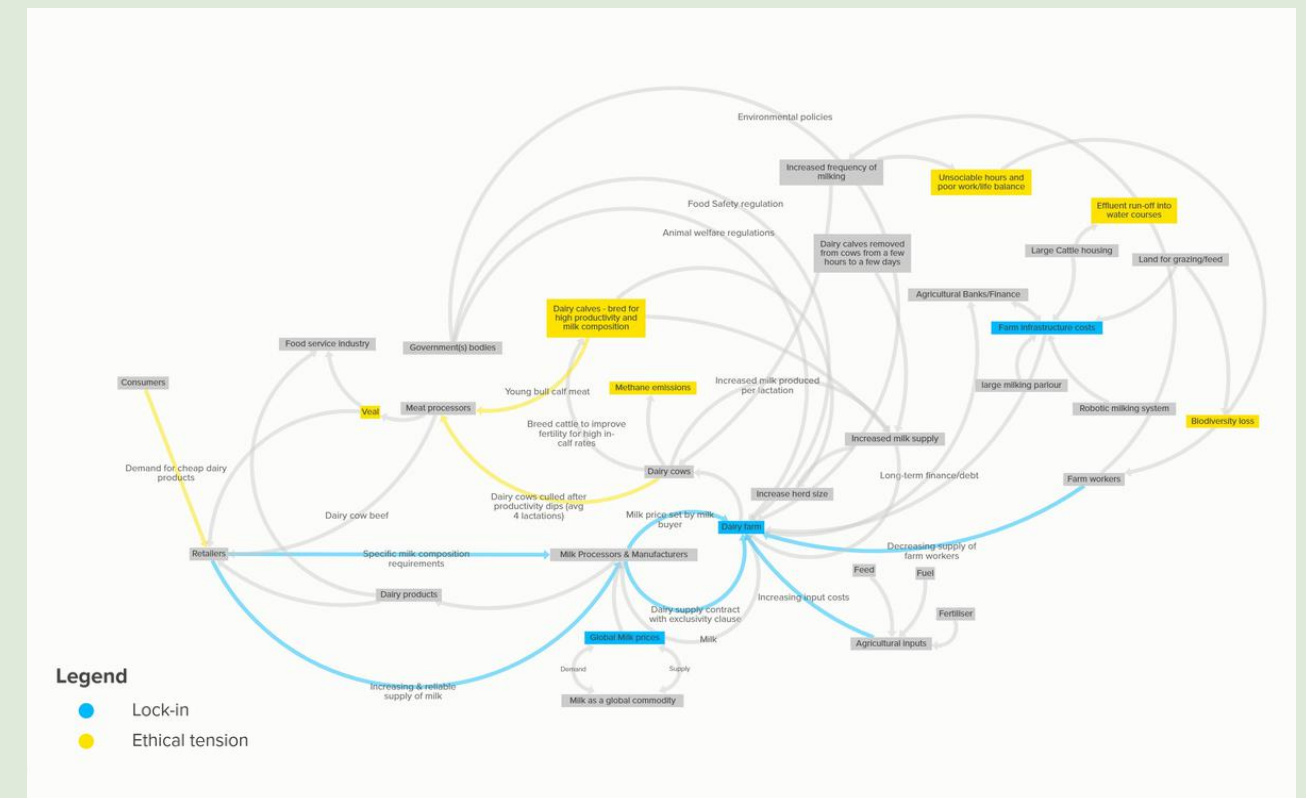 Environmental policies
Increased frequency of
milking
Unsociable hours and
poor work/life balance
Food Safety regulation
Effluent run-off into
water courses
Animal welfare regulations
Dairy calves removed
from cows from a few
hours to a few days
Large Cattle housing
Land for grazing/feed
Agricultural Banks/Finance
Dairy calves - bred for
high productivity and
milk composition
Farm infrastructure costs
Food service industry
Government(s) bodies
Consumers
Young bull calf meat
Methane emissions
Increased milk produced
per lactation
large milking parlour
Veal
Meat processors
Robotic milking system
Biodiversity loss
Breed cattle to improve
fertility for high in-
calf rates
Increased milk supply
Demand for cheap dairy
products
Dairy cows
Long-term finance/debt
Farm workers
Increase herd size
Dairy cows culled after
productivity dips (avg
4 lactations)
Dairy cow beef
Milk price set by milk
buyer
Dairy farm
Retailers
Specific milk composition
requirements
Milk Processors & Manufacturers
Decreasing supply of
farm workers
Feed
Fuel
Dairy products
Increasing input costs
Dairy supply contract
with exclusivity clause
Fertiliser
Global Milk prices
Milk
Agricultural inputs
Demand
Supply
Increasing & reliable
supply of milk
Milk as a global commodity
Legend
Lock-in
Ethical tension